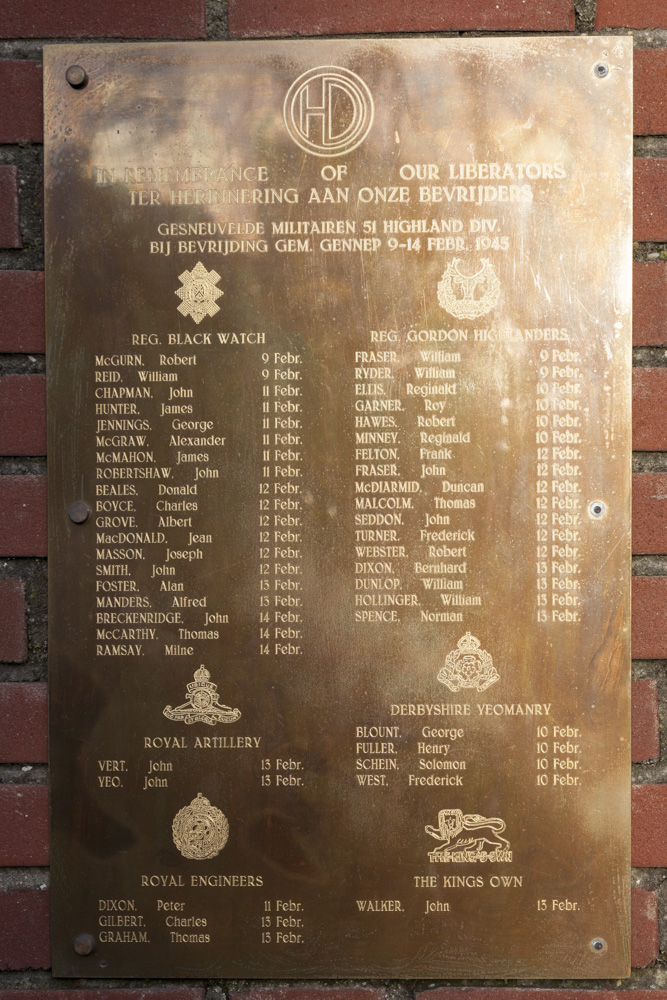 HD
IN REMEMBRANCE OF OUR LIBERATORS
TER HERINNERING AAN ONZE BEVRIJDERS
GESNEUVELDE MILITAIREN 51 HIGHLAND DIV.
BIJ BEVRIJDING GEM. GENNEP 9-14 FEBR. 1945
REG. BLACK WATCH
McGURN, Robert 9 Febr.
REID, William 9 Febr.
CHAPMAN, John 11 Febr.
HUNTER, James 11 Febr.
JENNINGS, George 11 Febr.
McGRAW, Alexander 11 Febr.
McMAHON, James 11 Febr.
ROBERTSHAW, John 11 Febr.
BEALES, Donald 12 Febr.
BOYCE, Charles 12 Febr.
GROVE, Albert 12 Febr.
MacDONALD, Jean 12 Febr.
MASSON, Joseph 12 Febr.
SMITH, John 12 Febr.
FOSTER, Alan 13 Febr.
MANDERS, Alfred 13 Febr.
BRECKENRIDGE, John 14 Febr.
McCARTHY, Thomas 14 Febr.
RAMSAY, Milne 14 Febr.
ROYAL ARTILLERY
VERT, John 13 Febr.
YEO, John 13 Febr.
ROYAL ENGINEERS
DIXON, Peter 11 Febr.
GILBERT, Charles 13 Febr.
GRAHAM, Thomas 13 Febr.
REG. GORDON HIGHLANDERS
FRASER, William 9 Febr.
RYDER, William 9 Febr.
ELLIS, Reginald 10 Febr.
GARNER, Roy 10 Febr.
HAWES, Robert 10 Febr.
MINNEY, Reginald 10 Febr.
FELTON, Frank 12 Febr.
FRASER, John 12 Febr.
McDIARMID, Duncan 12 Febr.
MALCOLM, Thomas 12 Febr.
SEDDON, John 12 Febr.
TURNER, Frederick 12 Febr.
WEBSTER, Robert 12 Febr.
DIXON, Bernhard 13 Febr.
DUNLOP, William 13 Febr.
HOLLINGER, William 13 Febr.
SPENCE, Norman 13 Febr.
DERBYSHIRE YEOMANRY
BLOUNT, George 10 Febr.
FULLER, Henry 10 Febr.
SCHEIN, Solomon 10 Febr.
WEST, Frederick 10 Febr.
THE KING'S OWN
THE KINGS OWN
WALKER, John 13 Febr.